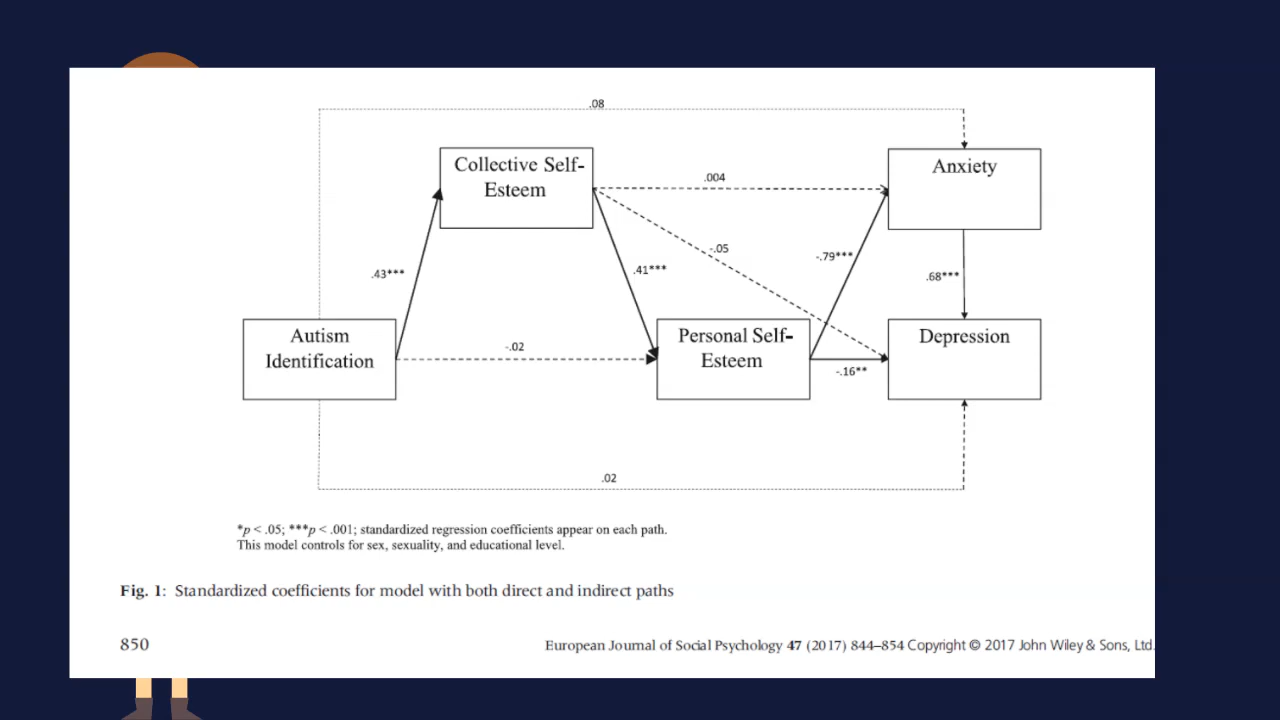 .08
Collective Self-
Esteem
Anxiety
.004
-.05
-.79***
.43***
.41***
.68***
Autism
Identification
Personal Self-
Esteem
Depression
-.02
-.16**
.02
*p < .05; ***p < .001; standardized regression coefficients appear on each path.
This model controls for sex, sexuality, and educational level.
Fig. 1: Standardized coefficients for model with both direct and indirect paths
850
European Journal of Social Psychology 47 (2017) 844–854 Copyright © 2017 John Wiley & Sons, Ltd.